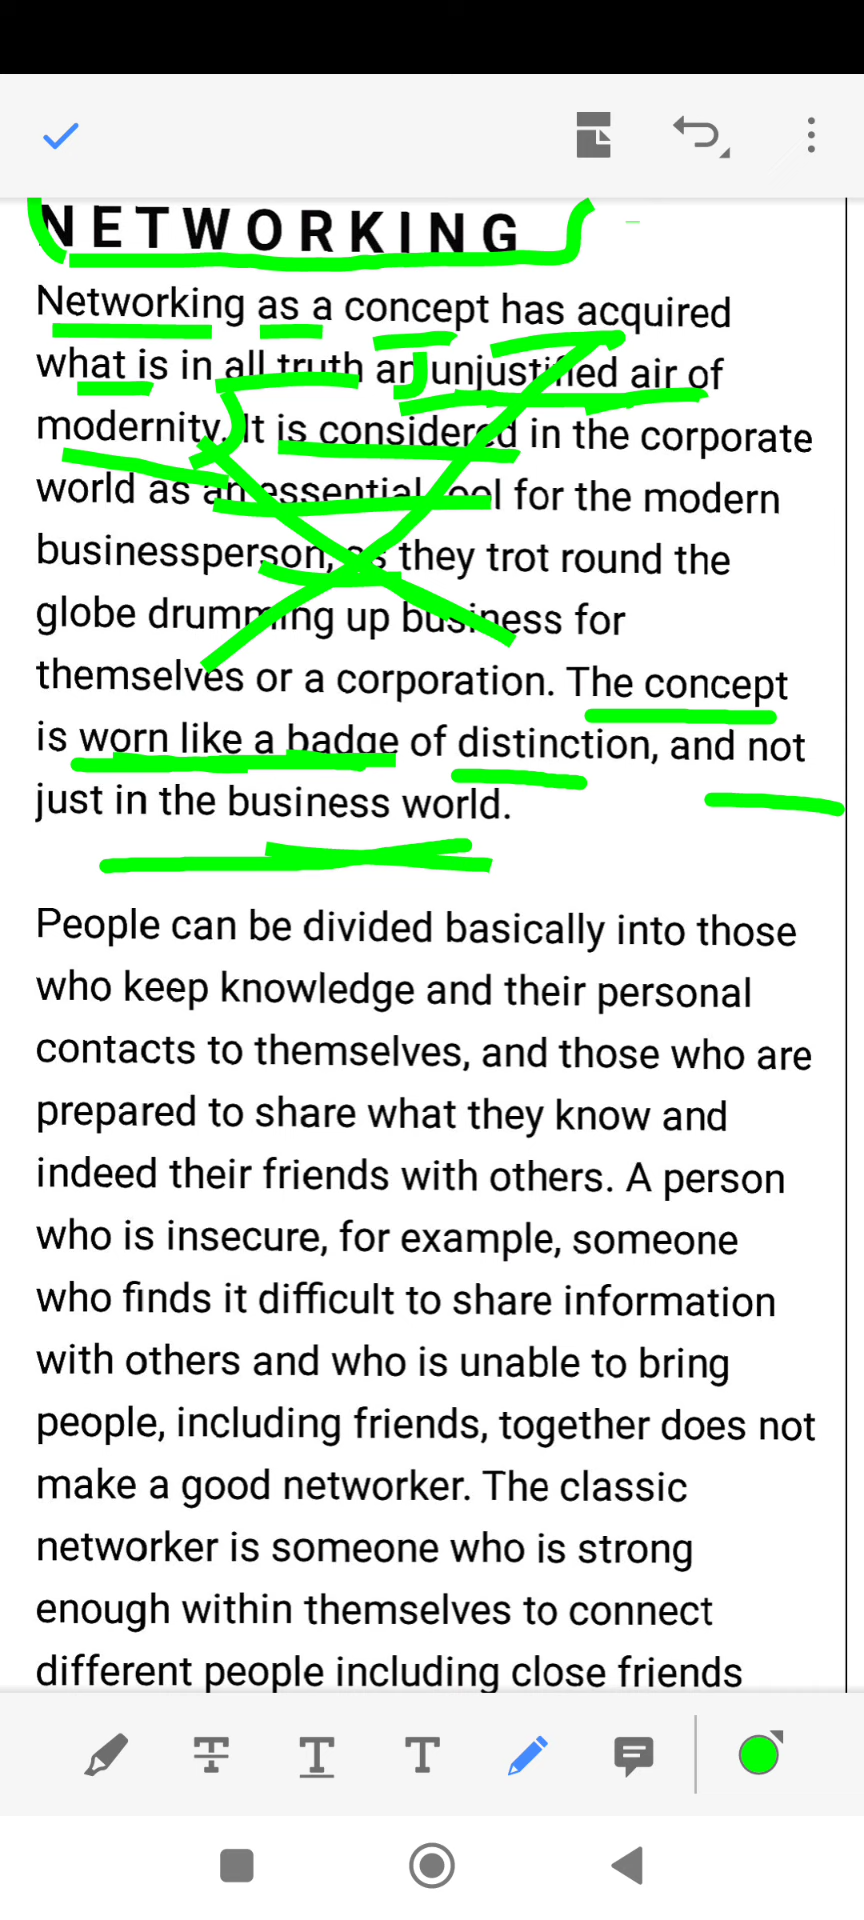 NETWORKING
Networking as a concept has acquired
what is in all truth an unjustified air of
modernity. It is considered in the corporate
world as an essential tool for the modern
businessperson, as they trot round the
globe drumming up business for
themselves or a corporation. The concept
is worn like a badge of distinction, and not
just in the business world.
People can be divided basically into those
who keep knowledge and their personal
contacts to themselves, and those who are
prepared to share what they know and
indeed their friends with others. A person
who is insecure, for example, someone
who finds it difficult to share information
with others and who is unable to bring
people, including friends, together does not
make a good networker. The classic
networker is someone who is strong
enough within themselves to connect
different people including close friends